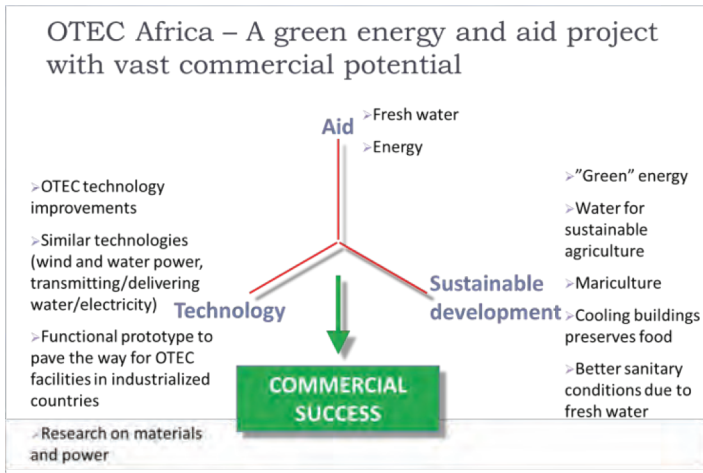 OTEC Africa – A green energy and aid project
with vast commercial potential
Aid
➢Fresh water
➢Energy
➢OTEC technology
improvements
➢Similar technologies
(wind and water power,
transmitting/delivering
water/electricity)
➢Functional prototype to
pave the way for OTEC
facilities in industrialized
countries
➢Research on materials
and power
Technology
Sustainable
development
➢"Green" energy
➢Water for
sustainable
agriculture
➢Mariculture
➢Cooling buildings
preserves food
➢Better sanitary
conditions due to
fresh water
COMMERCIAL
SUCCESS